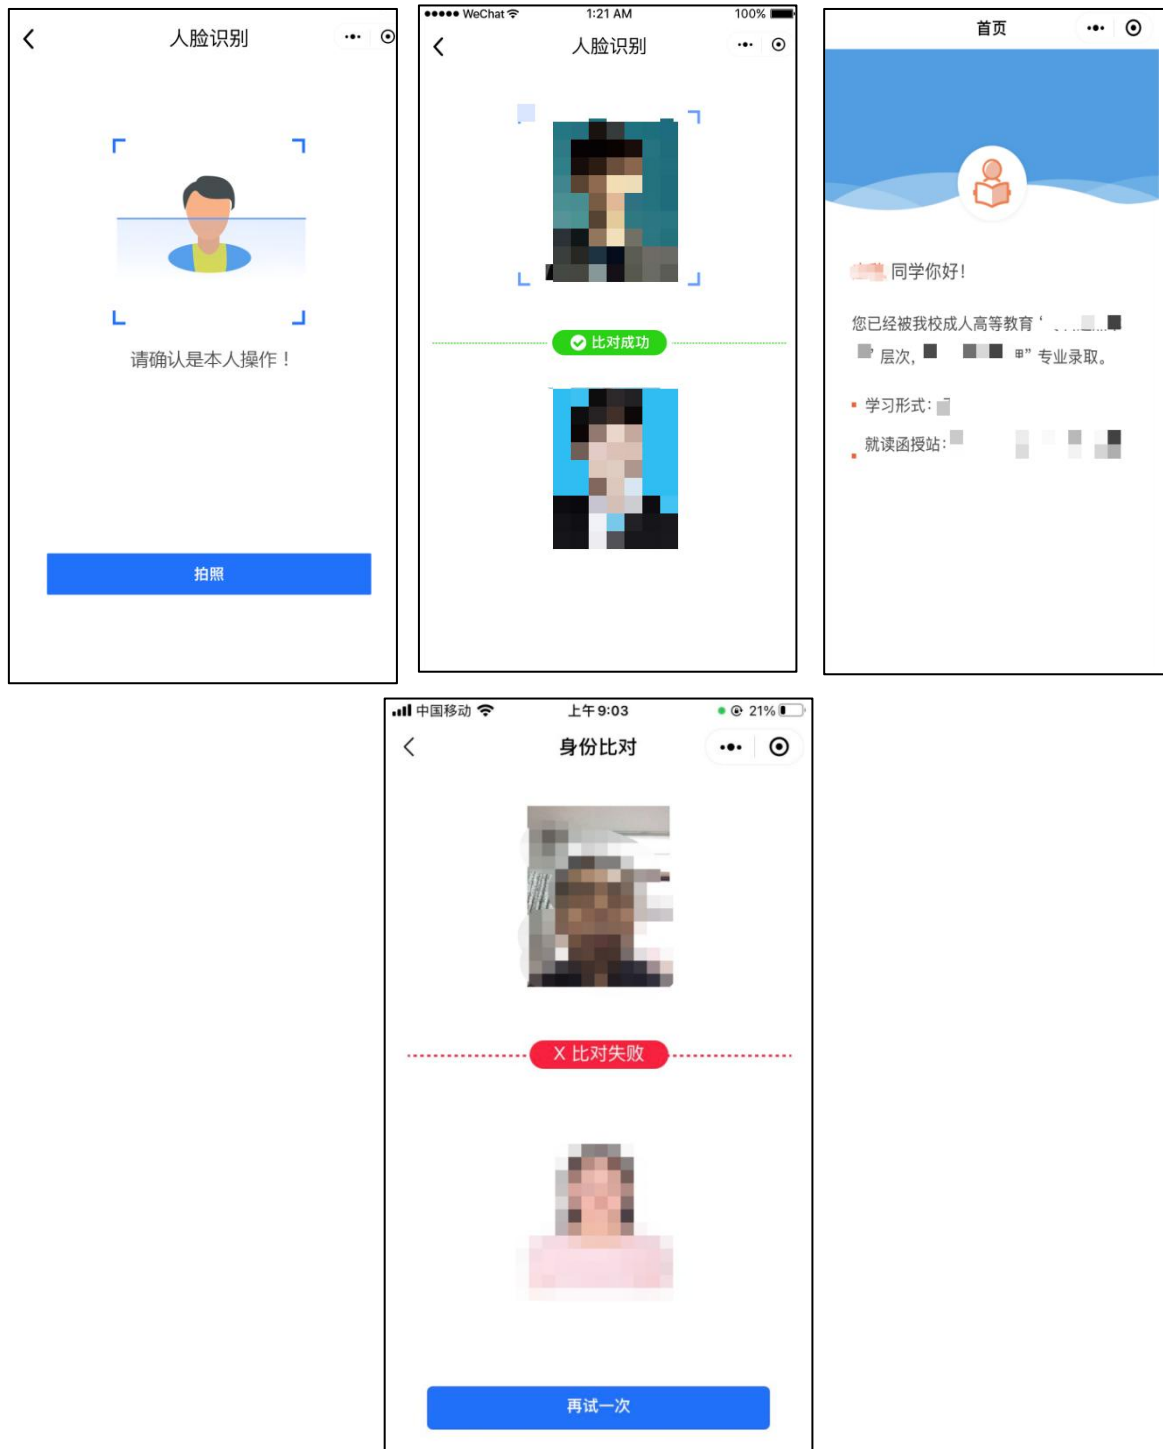 人脸识别
请确认是本人操作！
拍照
WeChat 1:21 AM 100%
人脸识别
比对成功
首页
同学你好！
您已经被我校成人高等教育“
”层次，
”专业录取。
学习形式：
就读函授站：
中国移动 上午9:03 21%
身份比对
X 比对失败
再试一次